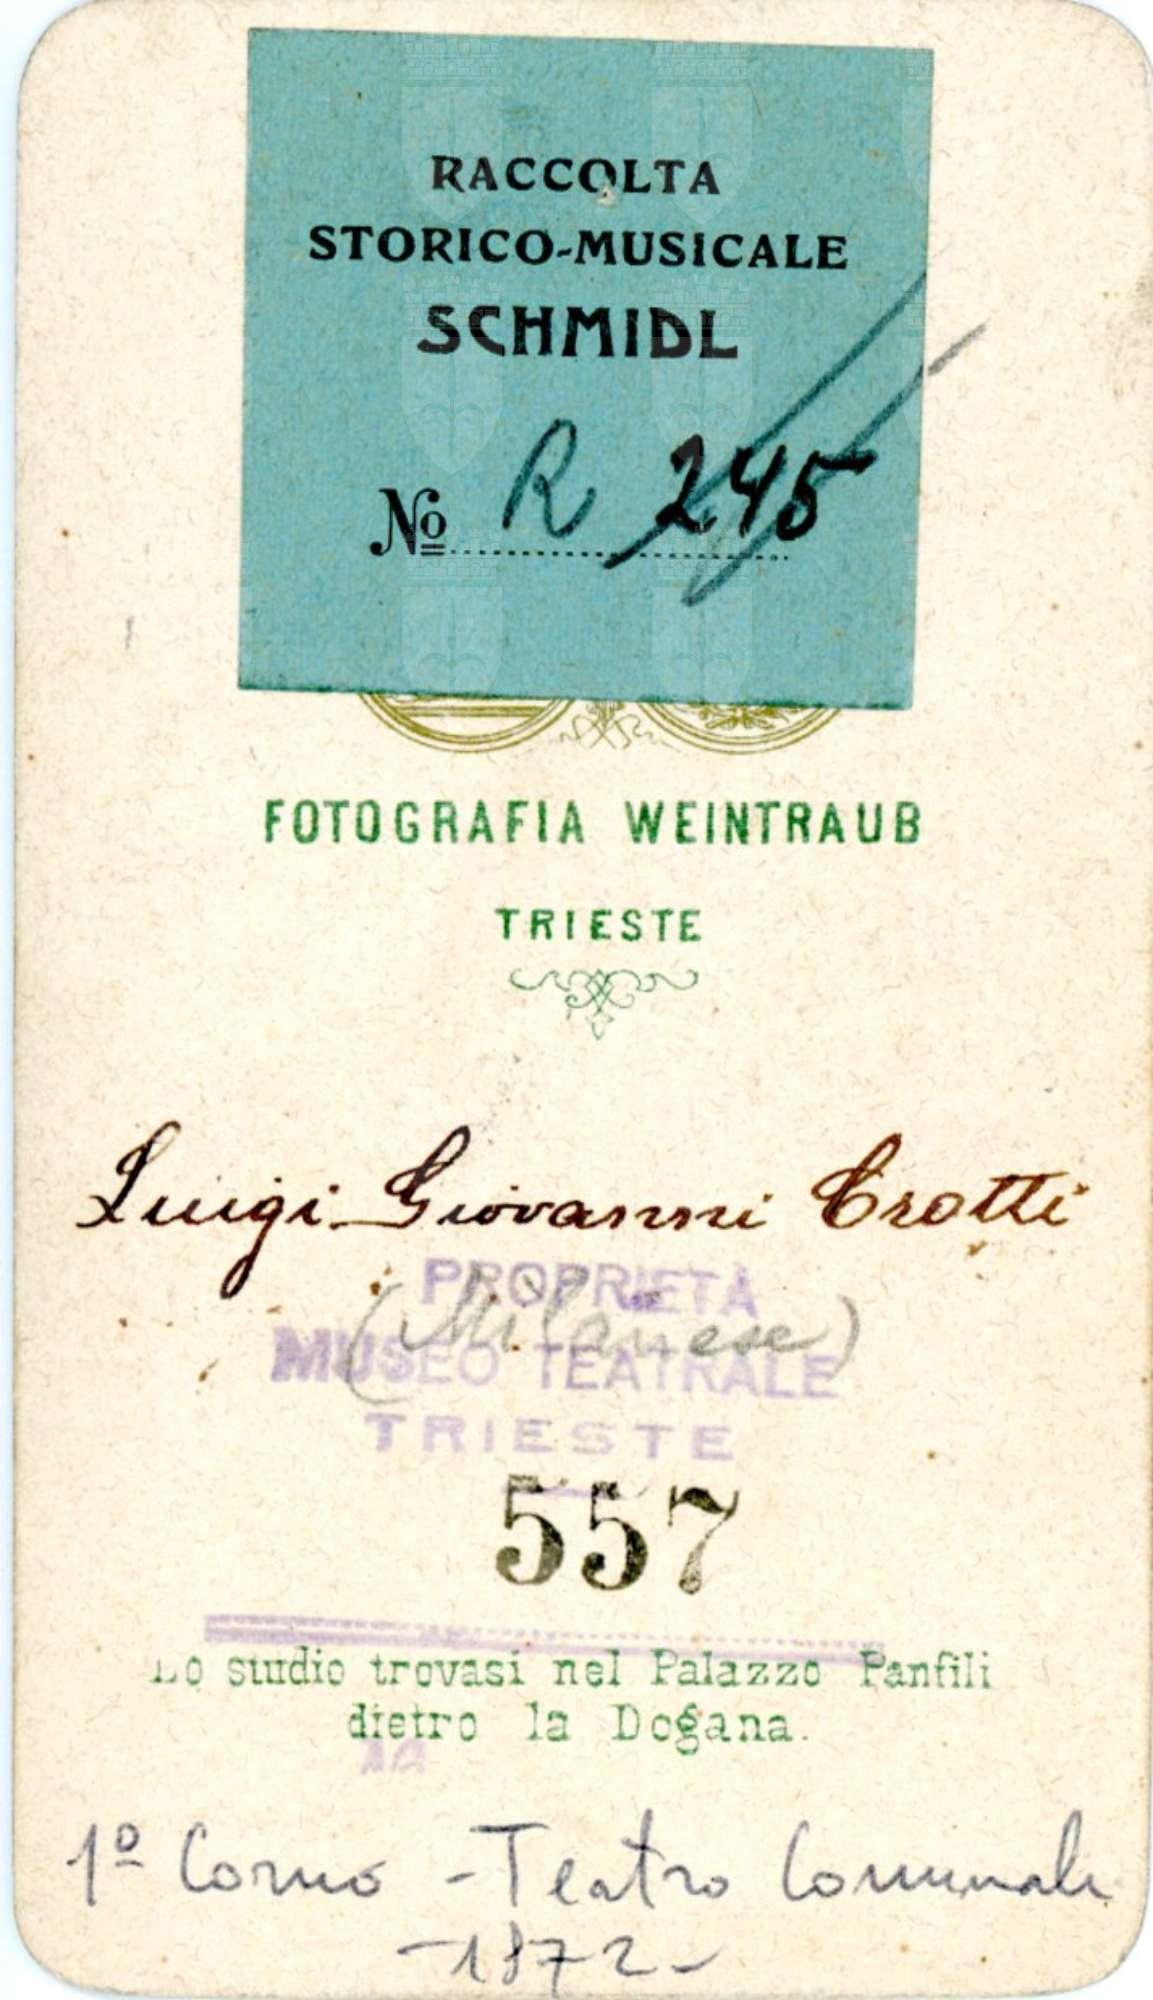 RACCOLTA
STORICO-MUSICALE
SCHMIDL
Nº R 245
FOTOGRAFIA WEINTRAUB
TRIESTE
Luigi Giovanni Crotti
PROPRIETÀ
(Milanese)
MUSEO TEATRALE
TRIESTE
557
Lo studio trovasi nel Palazzo Panfili
dietro la Dogana.
1º Corno - Teatro Comunale
- 1872 -